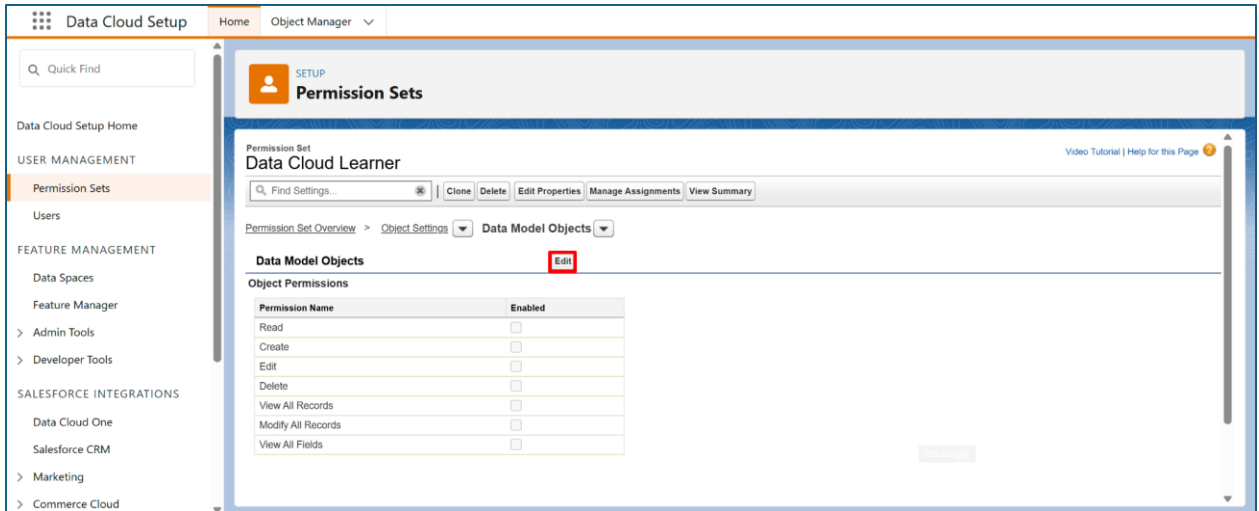 Data Cloud Setup Home Object Manager
Quick Find
Data Cloud Setup Home
USER MANAGEMENT
Permission Sets
Users
FEATURE MANAGEMENT
Data Spaces
Feature Manager
Admin Tools
Developer Tools
SALESFORCE INTEGRATIONS
Data Cloud One
Salesforce CRM
Marketing
Commerce Cloud
SETUP
Permission Sets
Permission Set
Data Cloud Learner
Video Tutorial | Help for this Page ?
Find Settings... | Clone Delete Edit Properties Manage Assignments View Summary
Permission Set Overview > Object Settings Data Model Objects
Data Model Objects Edit
Object Permissions
Permission Name Enabled
Read
Create
Edit
Delete
View All Records
Modify All Records
View All Fields
Rectangle